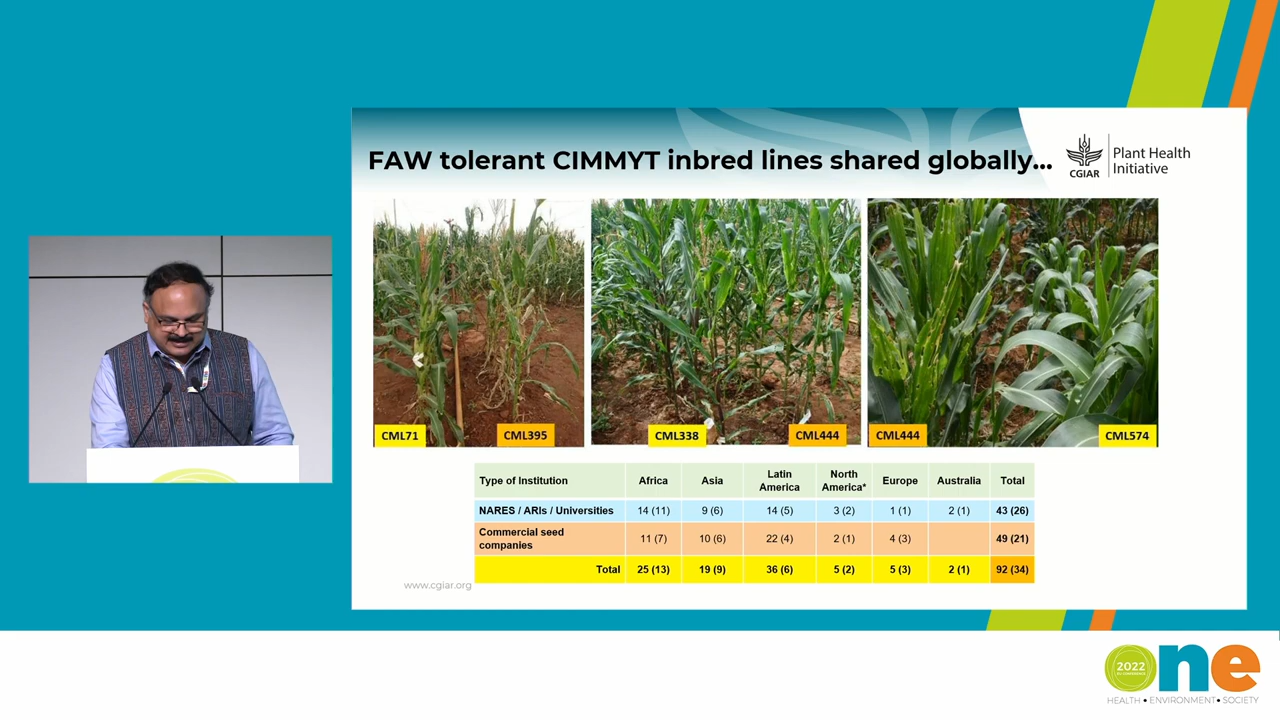 FAW tolerant CIMMYT inbred lines shared globally...
CGIAR
Plant Health
Initiative
CML71
CML395
CML338
CML444
CML444
CML574
Type of Institution Africa Asia Latin America North America* Europe Australia Total
NARES / ARIs / Universities 14 (11) 9 (6) 14 (5) 3 (2) 1 (1) 2 (1) 43 (26)
Commercial seed companies 11 (7) 10 (6) 22 (4) 2 (1) 4 (3) 49 (21)
Total 25 (13) 19 (9) 36 (6) 5 (2) 5 (3) 2 (1) 92 (34)
www.cgiar.org
2022
one
HEALTH • ENVIRONMENT • SOCIETY